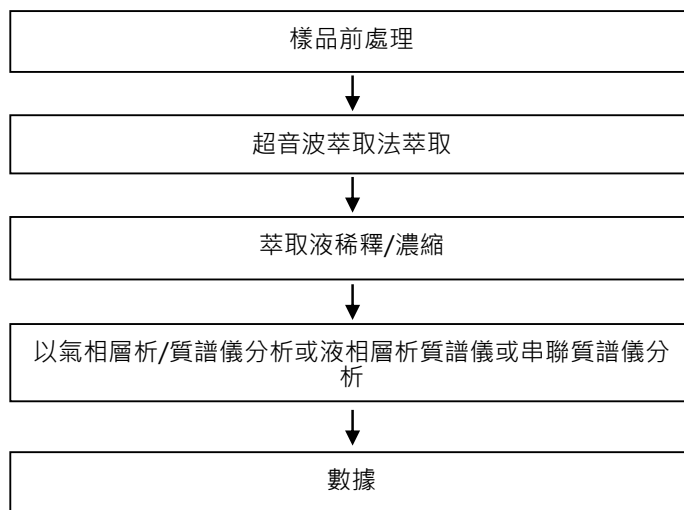 樣品前處理
超音波萃取法萃取
萃取液稀釋/濃縮
以氣相層析/質譜儀分析或液相層析質譜儀或串聯質譜儀分
析
數據